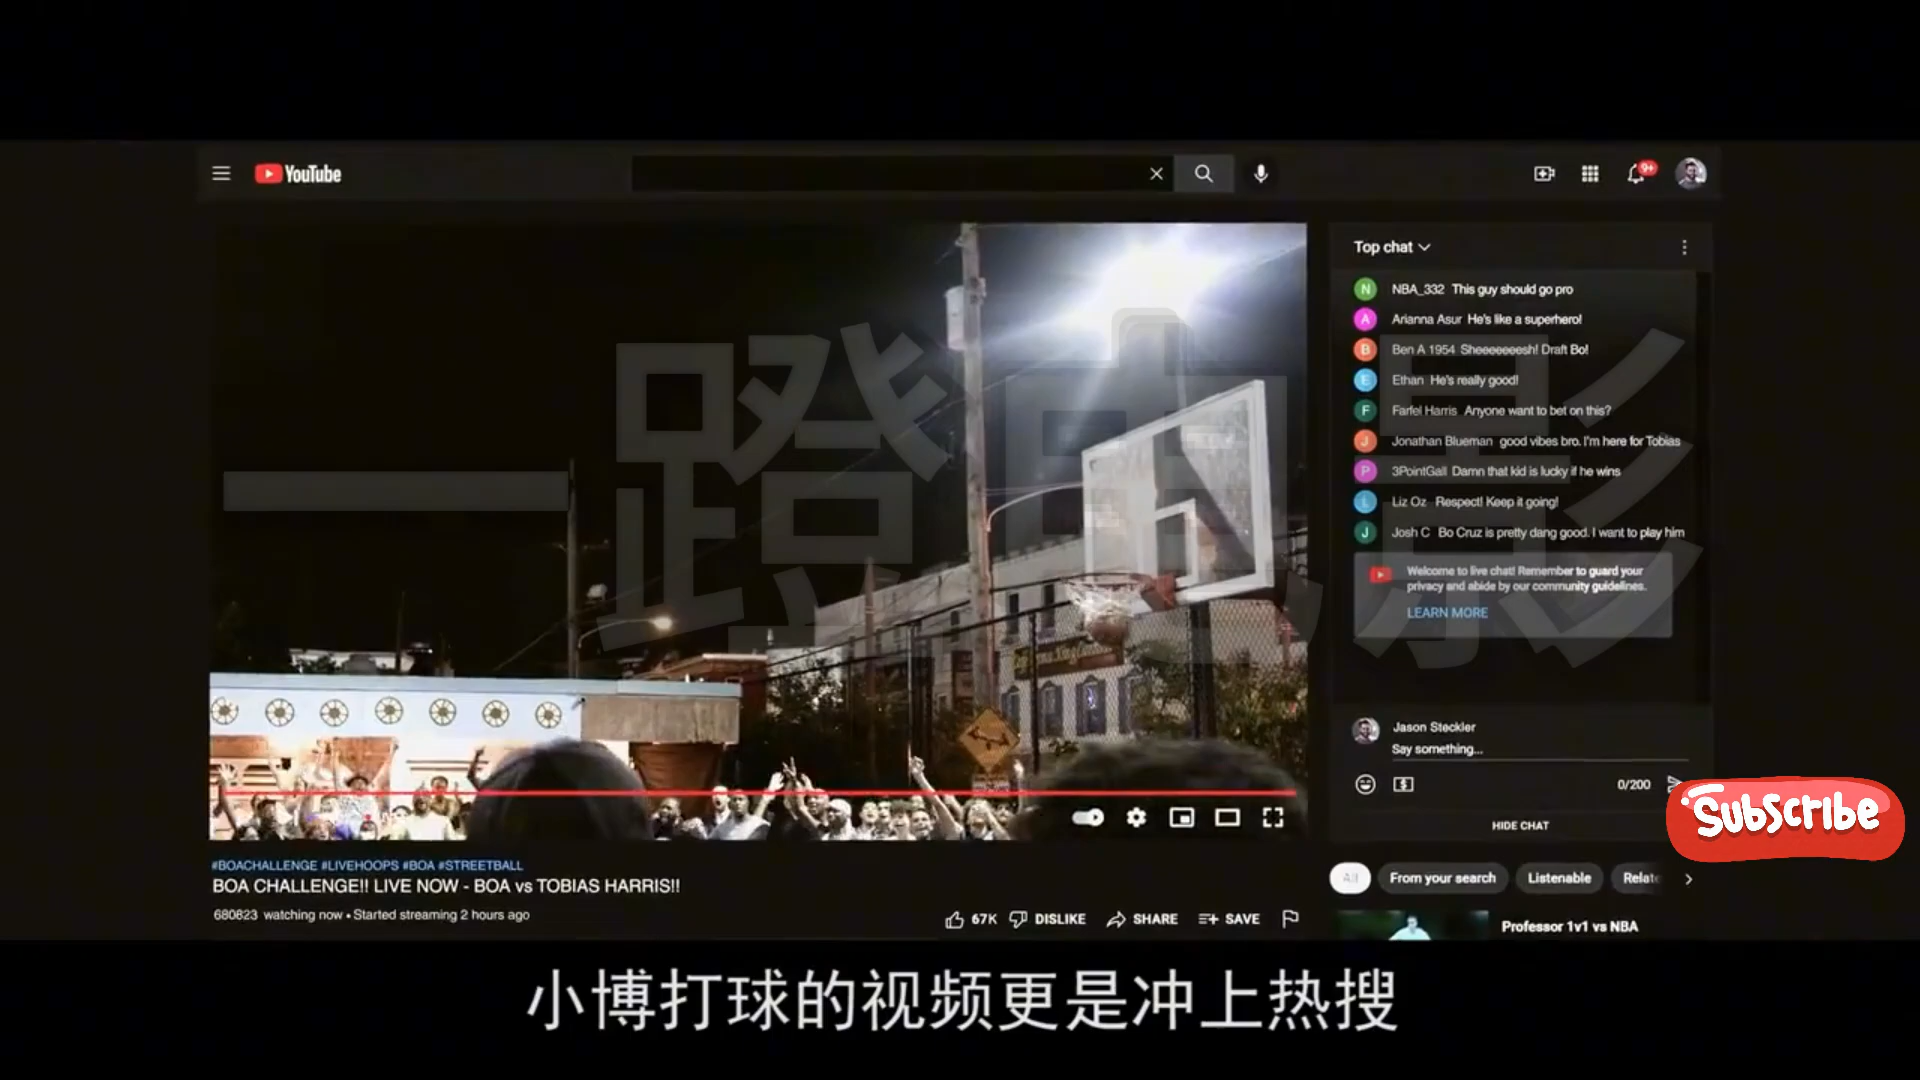 YouTube
9+
一蹬电影
Top chat
N NBA_332 This guy should go pro
A Arianna Asur He's like a superhero!
B Ben A 1954 Sheeeeeeesh! Draft Bo!
E Ethan He's really good!
F Farfel Harris Anyone want to bet on this?
J Jonathan Blueman good vibes bro. I'm here for Tobias
P 3PointGall Damn that kid is lucky if he wins
L Liz Oz Respect! Keep it going!
J Josh C Bo Cruz is pretty dang good. I want to play him
Welcome to live chat! Remember to guard your
privacy and abide by our community guidelines.
LEARN MORE
Jason Steckler
Say something...
0/200
HIDE CHAT
Subscribe
#BOACHALLENGE #LIVEHOOPS #BOA #STREETBALL
BOA CHALLENGE!! LIVE NOW - BOA vs TOBIAS HARRIS!!
680823 watching now • Started streaming 2 hours ago
67K DISLIKE SHARE SAVE
All From your search Listenable Relate
Professor 1v1 vs NBA
小博打球的视频更是冲上热搜